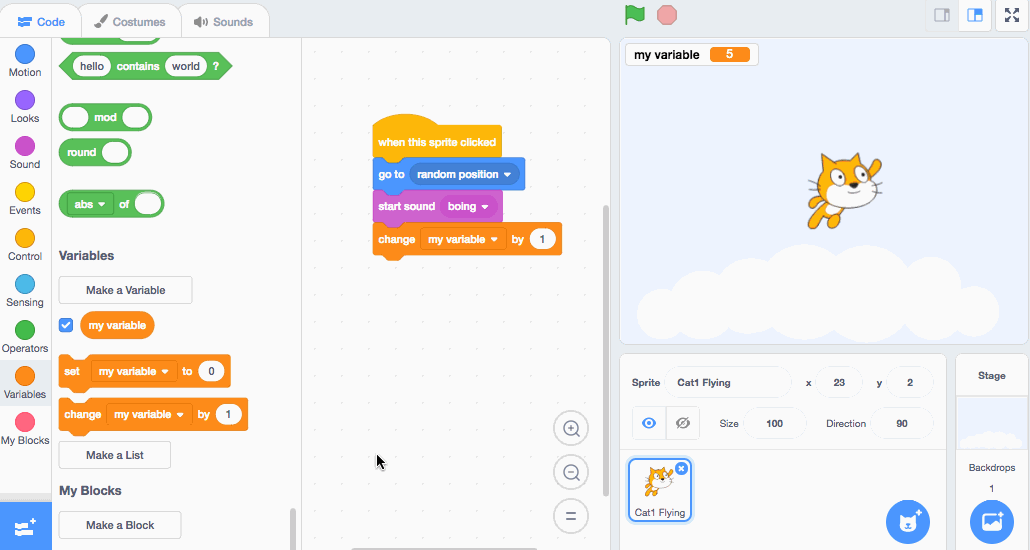 Code
Costumes
Sounds
Motion
Looks
Sound
Events
Control
Sensing
Operators
Variables
My Blocks
hello contains world ?
mod
round
abs of
Variables
Make a Variable
my variable
set my variable to 0
change my variable by 1
Make a List
My Blocks
Make a Block
when this sprite clicked
go to random position
start sound boing
change my variable by 1
my variable 5
Sprite Cat1 Flying x 23 y 2
Size 100 Direction 90
Cat1 Flying
Stage
Backdrops
1